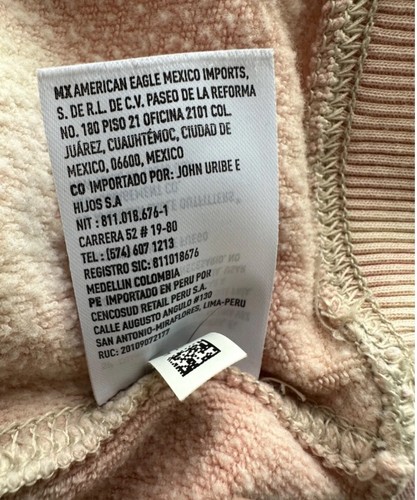 MX AMERICAN EAGLE MEXICO IMPORTS,
S. DE R.L. DE C.V. PASEO DE LA REFORMA
NO. 180 PISO 21 OFICINA 2101 COL.
JUÁREZ, CUAUHTÉMOC, CIUDAD DE
MEXICO, 06600, MEXICO
CO IMPORTADO POR: JOHN URIBE E
HIJOS S.A
NIT : 811.018.676-1
CARRERA 52 # 19-80
TEL : (574) 607 1213
REGISTRO SIC: 811018676
MEDELLIN COLOMBIA
PE IMPORTADO EN PERU POR
CENCOSUD RETAIL PERU S.A.
CALLE AUGUSTO ANGULO #130
SAN ANTONIO-MIRAFLORES, LIMA-PERU
RUC: 20109072177